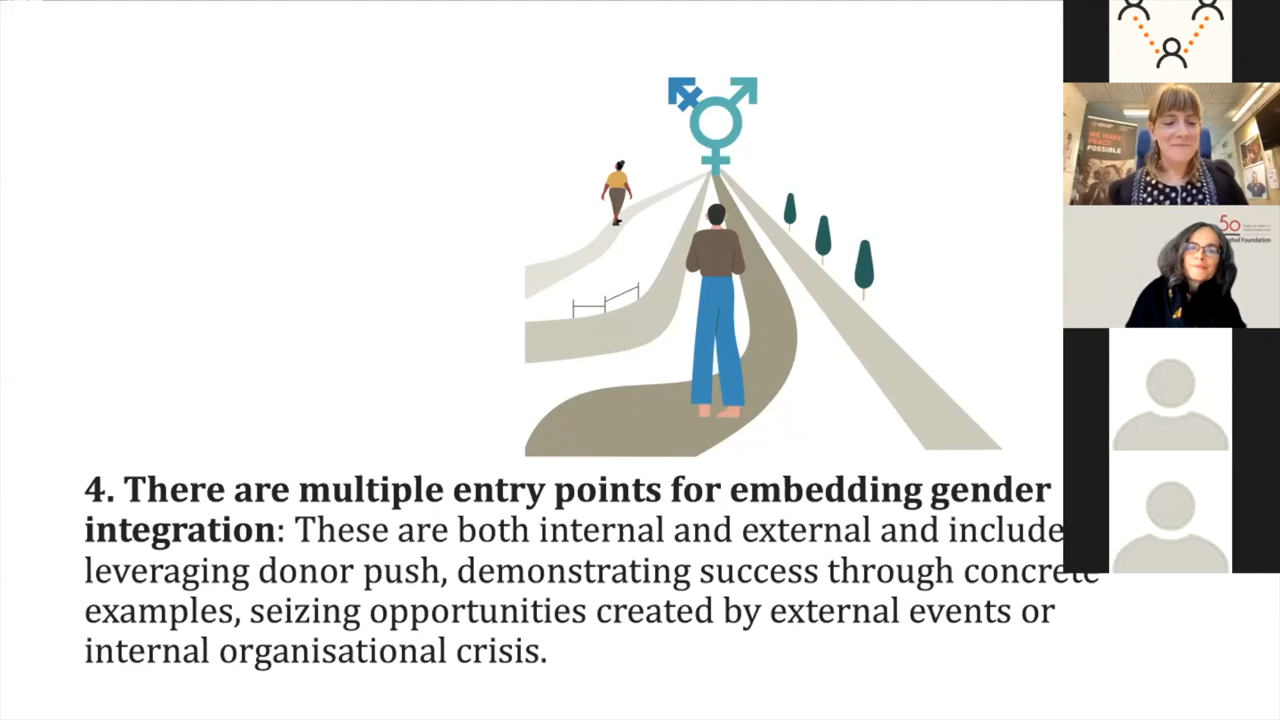 WE MAKE
PEACE
POSSIBLE
50
Foundation
4. There are multiple entry points for embedding gender
integration: These are both internal and external and include
leveraging donor push, demonstrating success through concrete
examples, seizing opportunities created by external events or
internal organisational crisis.